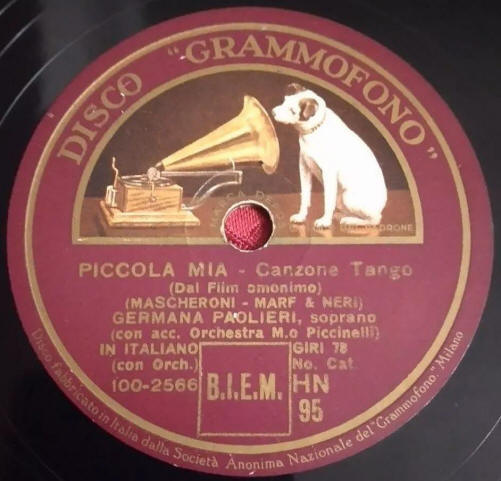 DISCO "GRAMMOFONO"
PICCOLA MIA - Canzone Tango
(Dal Film omonimo)
(MASCHERONI - MARF & NERI)
GERMANA PAOLIERI, soprano
(con acc. Orchestra M.o Piccinelli)
IN ITALIANO
(con Orch.)
100-2566
B.I.E.M.
GIRI 78
No. Cat.
HN
95
Disco fabbricato in Italia dalla Società Anonima Nazionale del "Grammofono." Milano